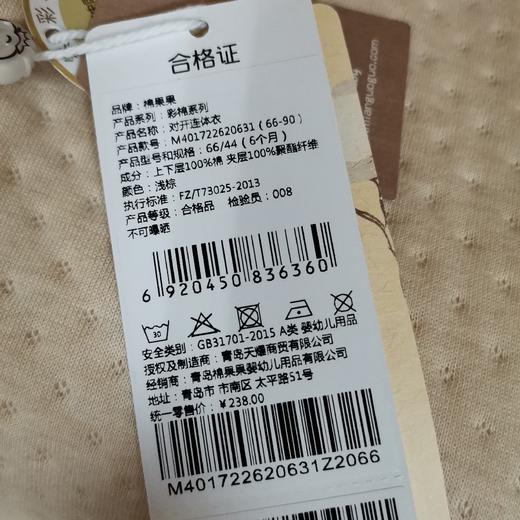 合格证
品牌：棉果果
产品系列：彩棉系列
产品名称：对开连体衣
产品款号：M401722620631（66-90）
产品型号和规格：66/44（6个月）
成分：上下层100%棉 夹层100%聚酯纤维
颜色：浅棕
执行标准：FZ/T73025-2013
产品等级：合格品 检验员：008
不可曝晒
6 920450 836360
30
安全类别：GB31701-2015 A类 婴幼儿用品
授权及制造商：青岛天爝商贸有限公司
经销商：青岛棉果果婴幼儿用品有限公司
地址：青岛市 市南区 太平路51号
统一零售价：￥238.00
M401722620631Z2066